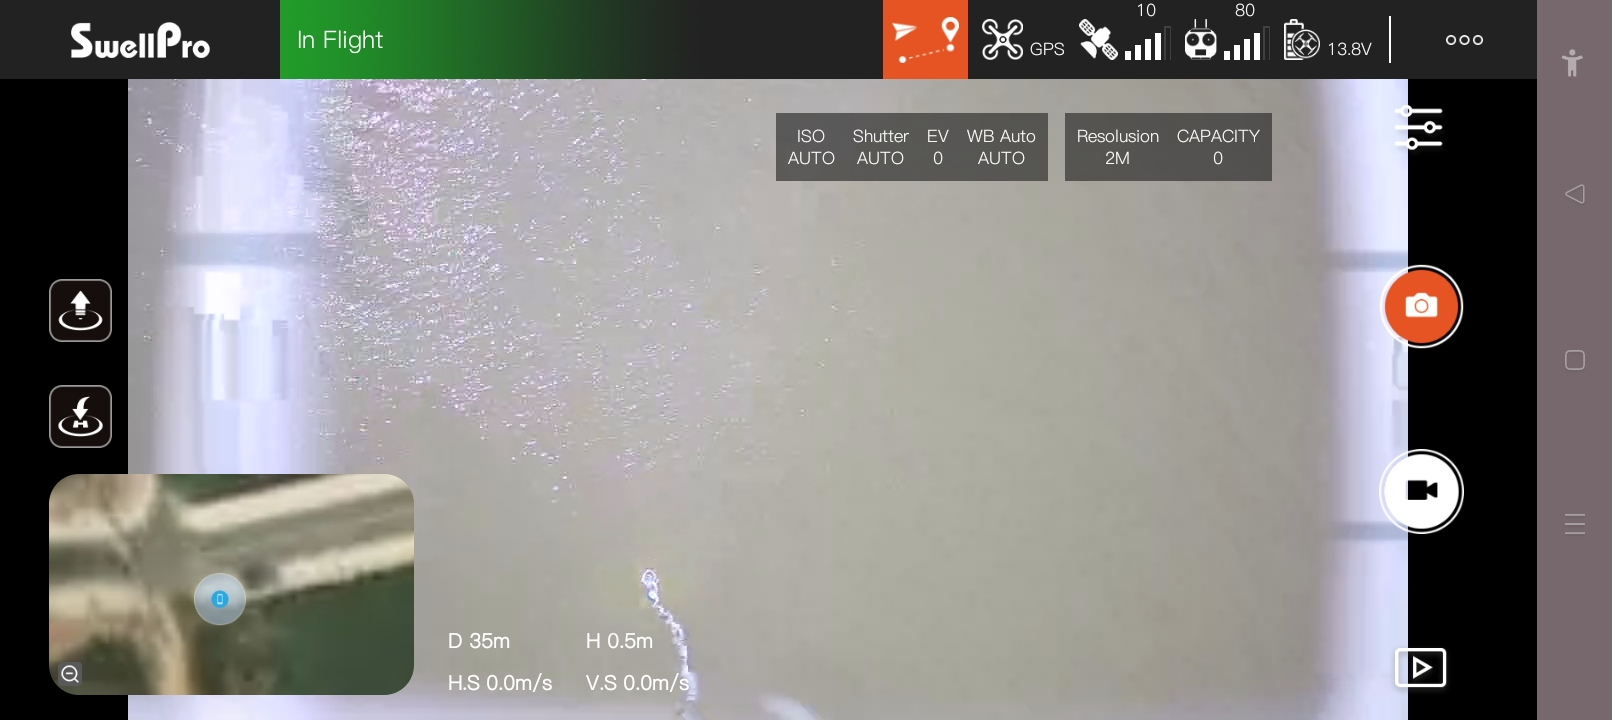 SwellPro
In Flight
GPS
10
80
13.8V
ISO Shutter EV WB Auto
AUTO AUTO 0 AUTO
Resolusion CAPACITY
2M 0
D 35m H 0.5m
H.S 0.0m/s V.S 0.0m/s